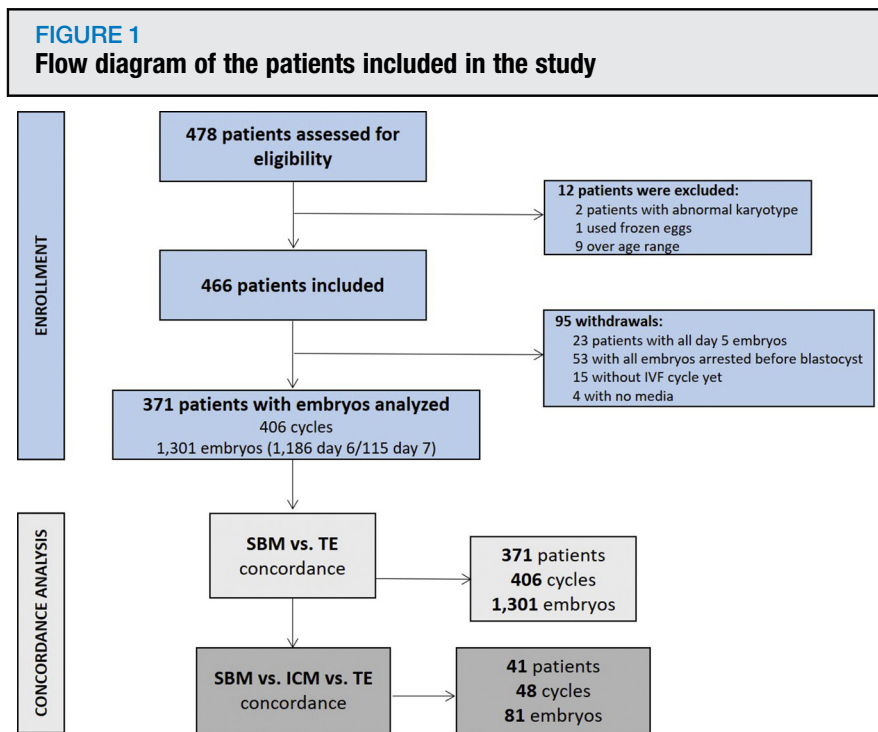 FIGURE 1
Flow diagram of the patients included in the study
ENROLLMENT
478 patients assessed for
eligibility
12 patients were excluded:
2 patients with abnormal karyotype
1 used frozen eggs
9 over age range
466 patients included
95 withdrawals:
23 patients with all day 5 embryos
53 with all embryos arrested before blastocyst
15 without IVF cycle yet
4 with no media
371 patients with embryos analyzed
406 cycles
1,301 embryos (1,186 day 6/115 day 7)
CONCORDANCE ANALYSIS
SBM vs. TE
concordance
371 patients
406 cycles
1,301 embryos
SBM vs. ICM vs. TE
concordance
41 patients
48 cycles
81 embryos